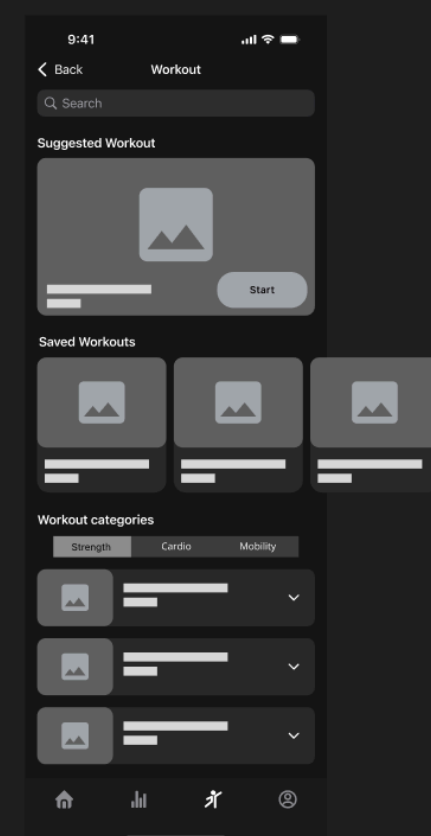 9:41
Back
Workout
Search
Suggested Workout
Start
Saved Workouts
Workout categories
Strength
Cardio
Mobility